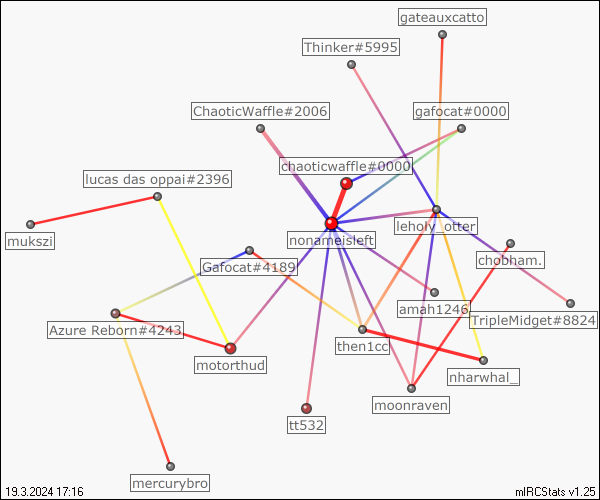 gateauxcatto
Thinker#5995
ChaoticWaffle#2006
gafocat#0000
chaoticwaffle#0000
lucas das oppai#2396
leholy_otter
mukszi
nonameisleft
chobham.
Gafocat#4189
amah1246
TripleMidget#8824
Azure Reborn#4243
then1cc
motorthud
nharwhal_
moonraven
tt532
mercurybro
19.3.2024 17:16
mIRCStats v1.25